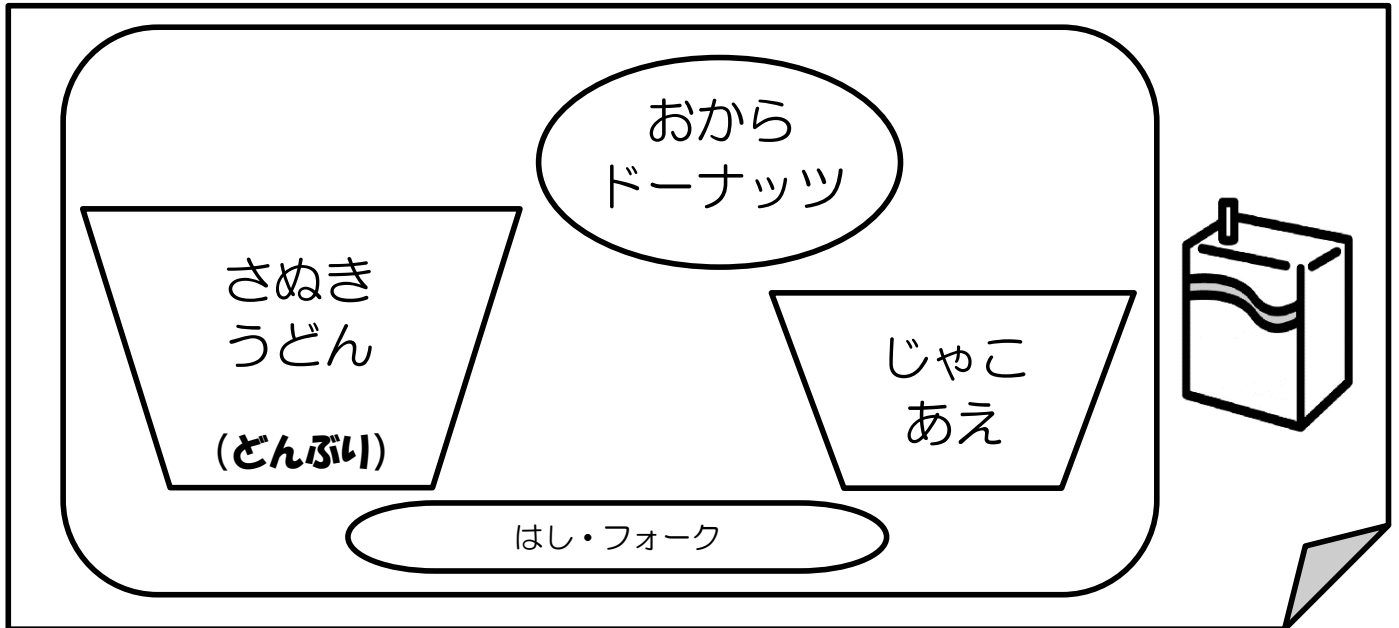 おから
ドーナッツ
さぬき
うどん
(どんぶり)
じゃこ
あえ
はし・フォーク